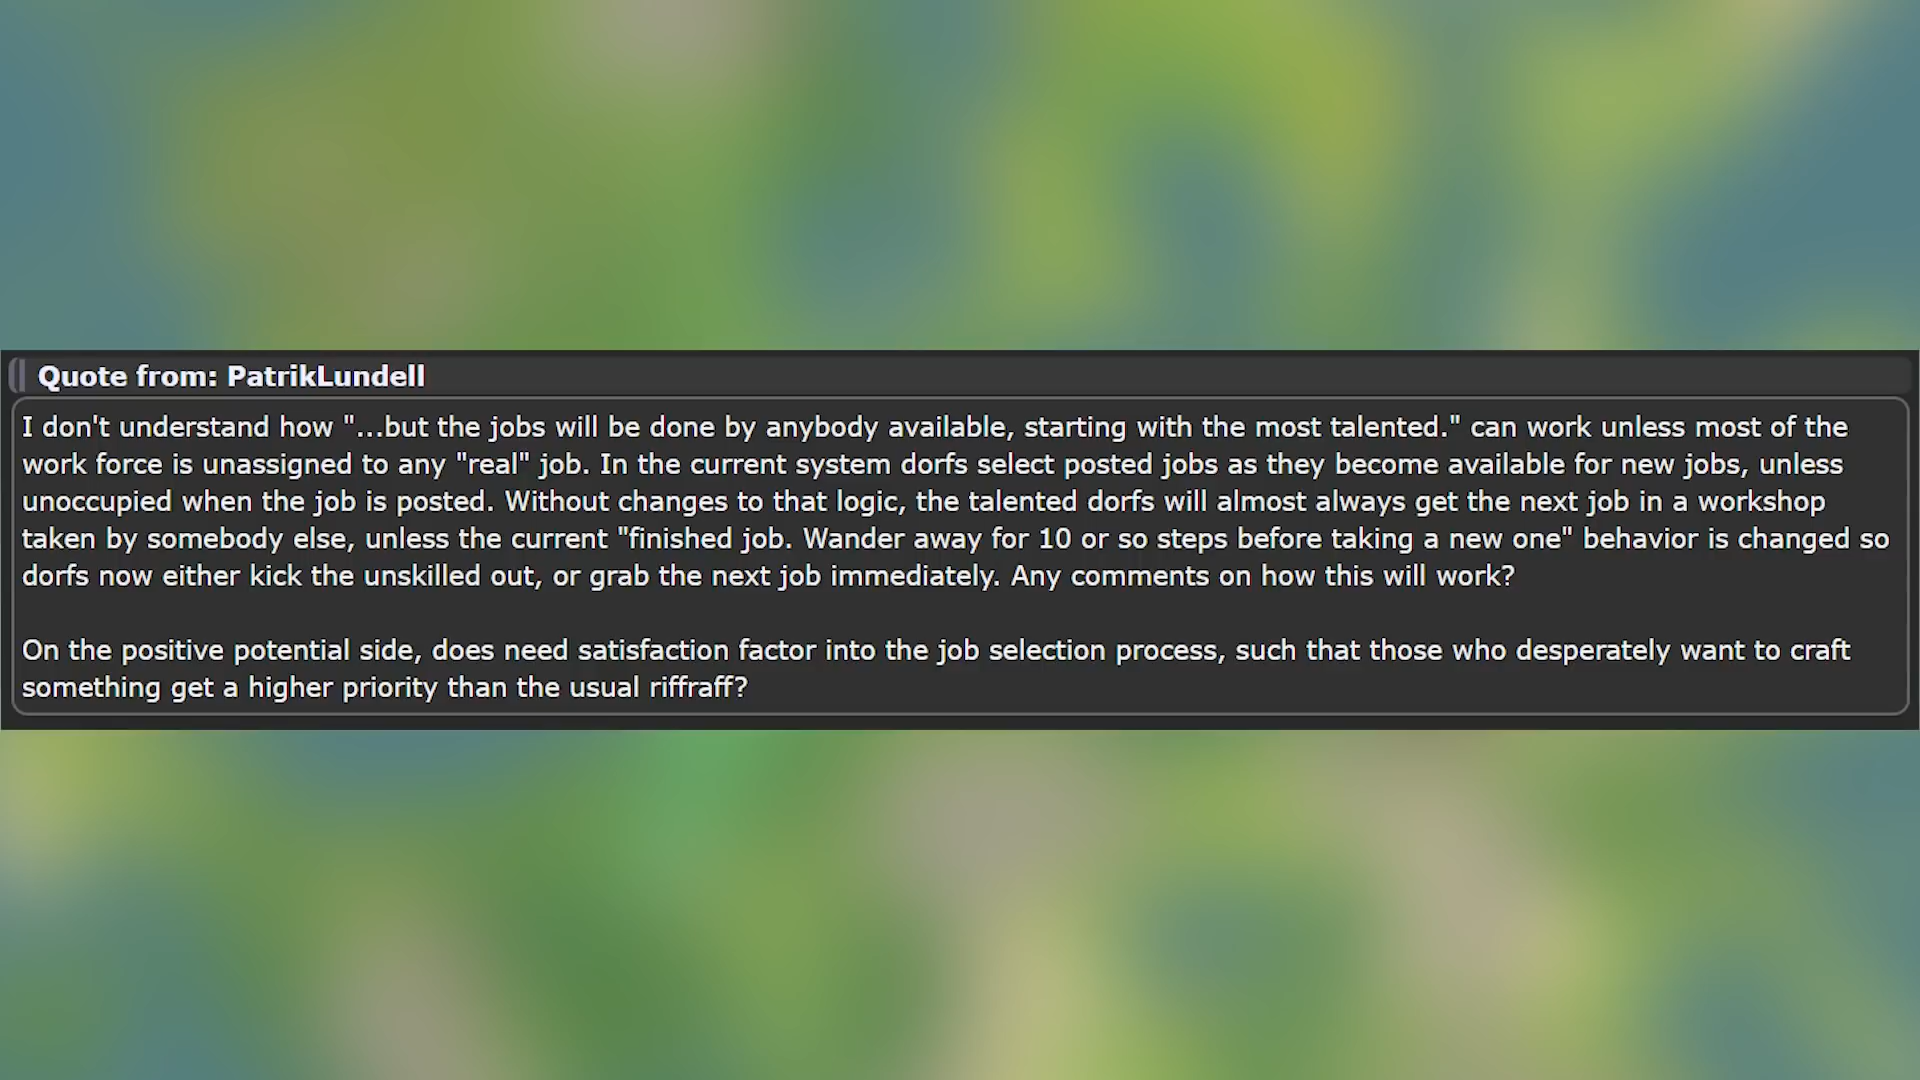 Quote from: PatrikLundell
I don't understand how "...but the jobs will be done by anybody available, starting with the most talented." can work unless most of the
work force is unassigned to any "real" job. In the current system dorfs select posted jobs as they become available for new jobs, unless
unoccupied when the job is posted. Without changes to that logic, the talented dorfs will almost always get the next job in a workshop
taken by somebody else, unless the current "finished job. Wander away for 10 or so steps before taking a new one" behavior is changed so
dorfs now either kick the unskilled out, or grab the next job immediately. Any comments on how this will work?
On the positive potential side, does need satisfaction factor into the job selection process, such that those who desperately want to craft
something get a higher priority than the usual riffraff?